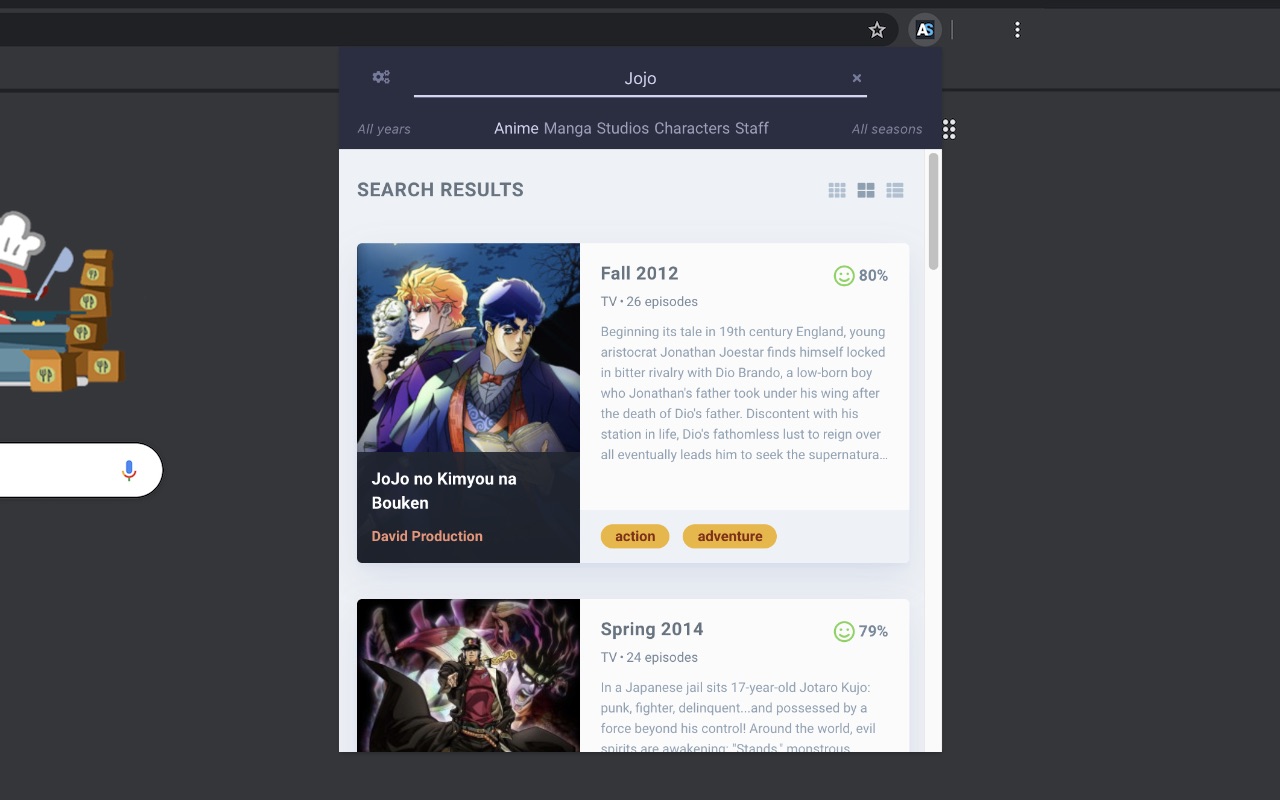 AS
Jojo
All years
Anime Manga Studios Characters Staff
All seasons
SEARCH RESULTS
Fall 2012
80%
TV • 26 episodes
Beginning its tale in 19th century England, young
aristocrat Jonathan Joestar finds himself locked
in bitter rivalry with Dio Brando, a low-born boy
who Jonathan's father took under his wing after
the death of Dio's father. Discontent with his
station in life, Dio's fathomless lust to reign over
all eventually leads him to seek the supernatura...
JoJo no Kimyou na
Bouken
David Production
action
adventure
Spring 2014
79%
TV • 24 episodes
In a Japanese jail sits 17-year-old Jotaro Kujo:
punk, fighter, delinquent...and possessed by a
force beyond his control! Around the world, evil
spirits are awakening: "Stands," monstrous